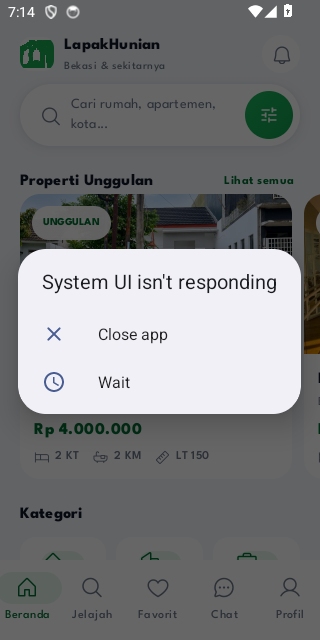 7:14
LapakHunian
Bekasi & sekitarnya
Cari rumah, apartemen,
kota...
Properti Unggulan
Lihat semua
UNGGULAN
System UI isn't responding
Close app
Wait
Rp 4.000.000
2 KT
2 KM
LT 150
Kategori
Beranda
Jelajah
Favorit
Chat
Profil